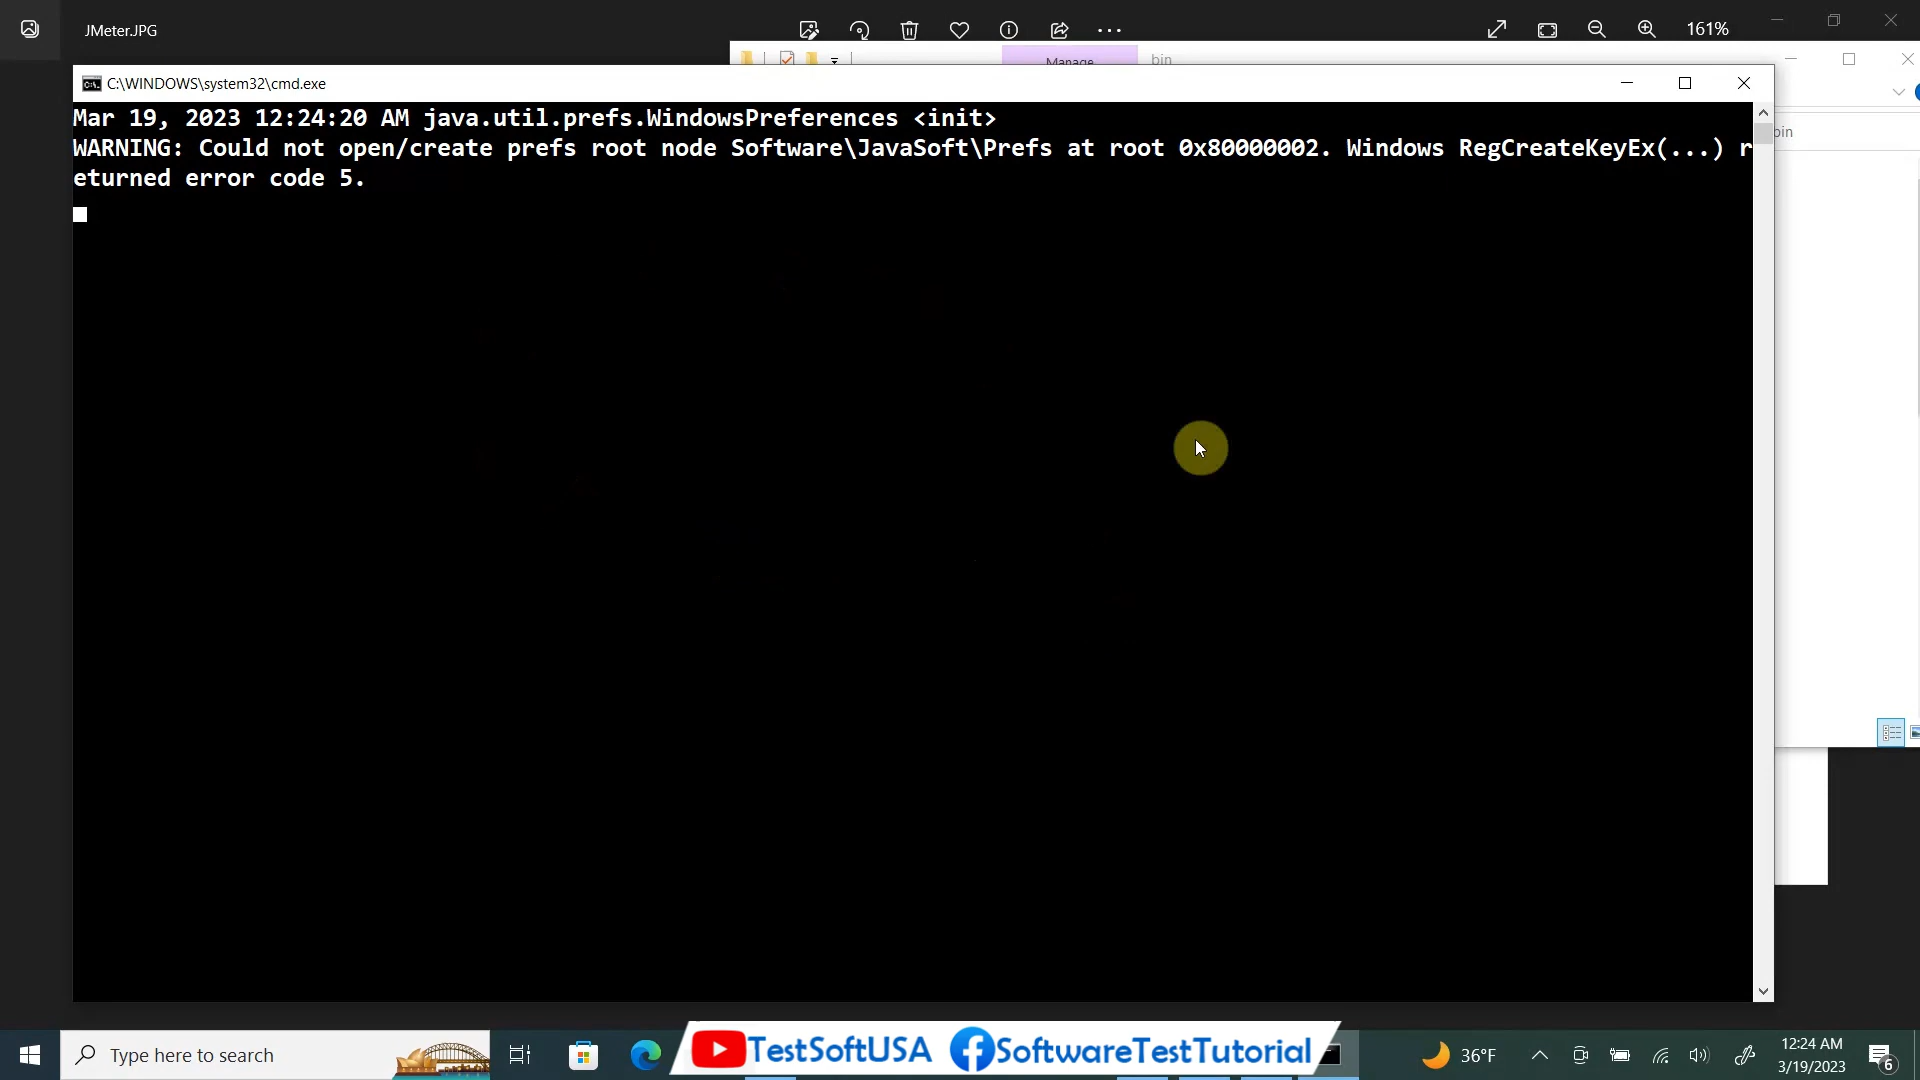 JMeter.JPG
161%
Manage
bin
C:\WINDOWS\system32\cmd.exe
bin
Mar 19, 2023 12:24:20 AM java.util.prefs.WindowsPreferences <init>
WARNING: Could not open/create prefs root node Software\JavaSoft\Prefs at root 0x80000002. Windows RegCreateKeyEx(...) r
eturned error code 5.
Type here to search
TestSoftUSA
SoftwareTestTutorial
36°F
12:24 AM
3/19/2023
6